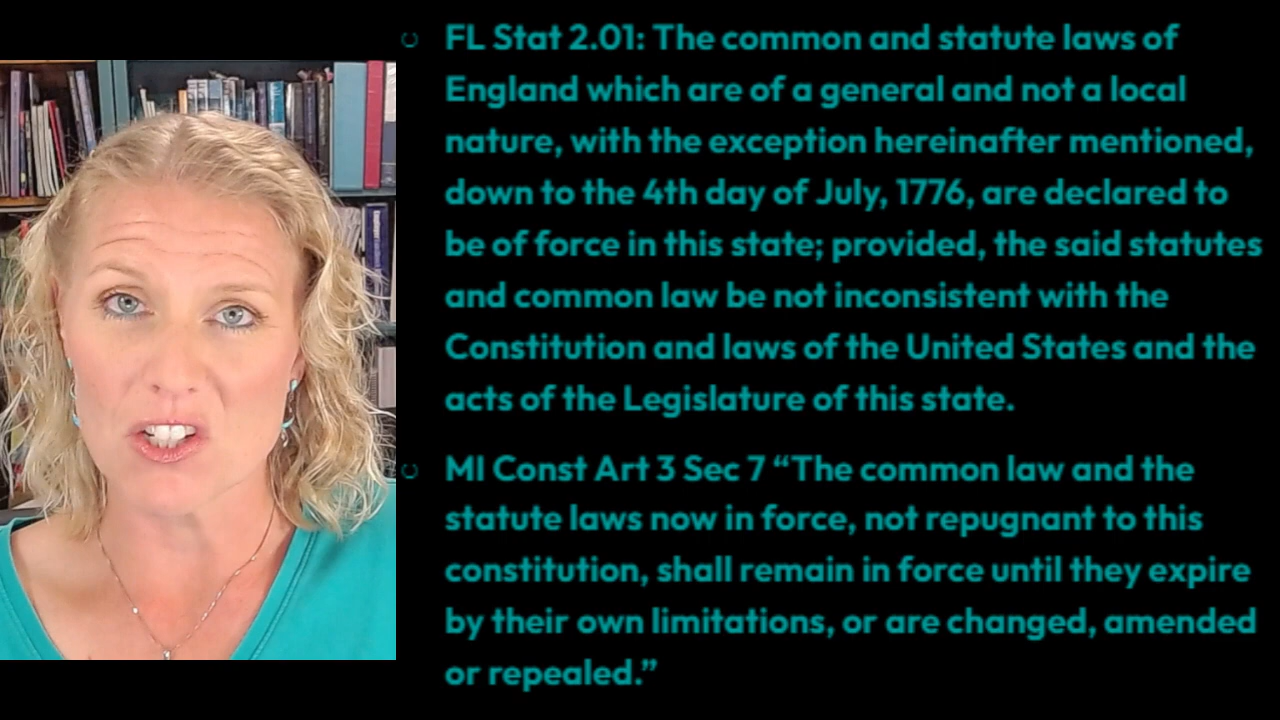 FL Stat 2.01: The common and statute laws of
England which are of a general and not a local
nature, with the exception hereinafter mentioned,
down to the 4th day of July, 1776, are declared to
be of force in this state; provided, the said statutes
and common law be not inconsistent with the
Constitution and laws of the United States and the
acts of the Legislature of this state.
MI Const Art 3 Sec 7 “The common law and the
statute laws now in force, not repugnant to this
constitution, shall remain in force until they expire
by their own limitations, or are changed, amended
or repealed.”